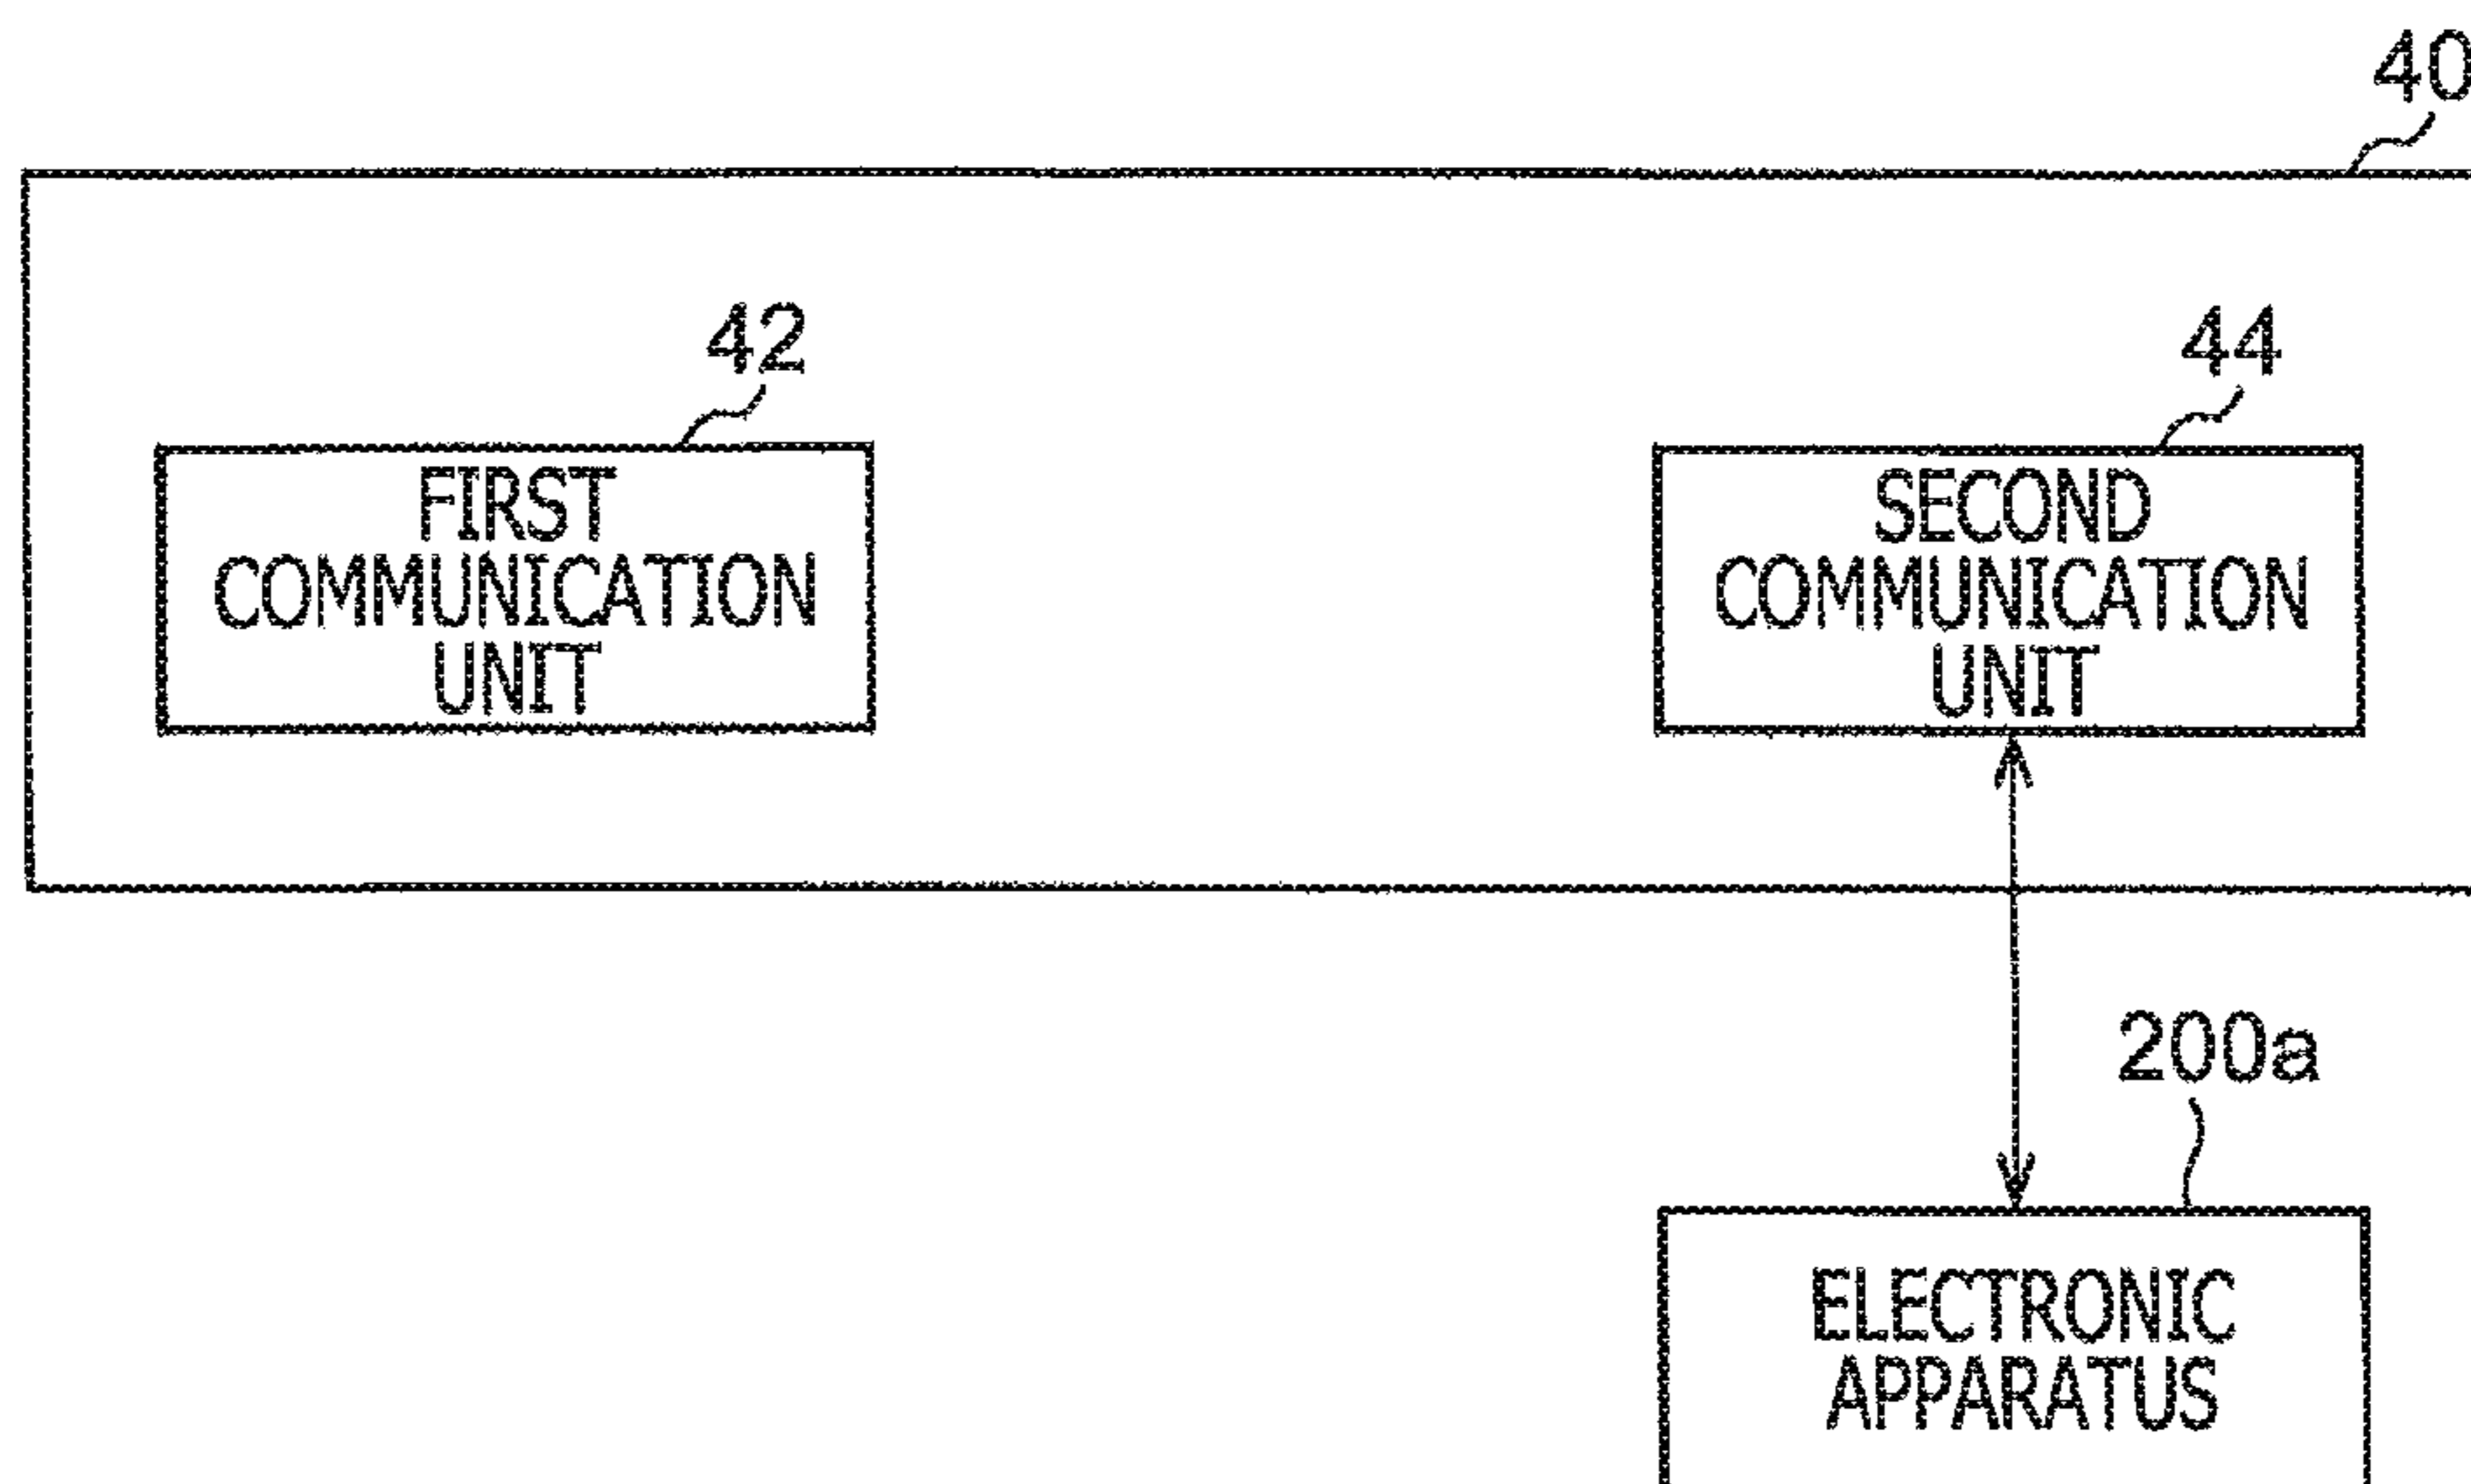 40
42
44
FIRST
COMMUNICATION
UNIT
SECOND
COMMUNICATION
UNIT
200a
ELECTRONIC
APPARATUS